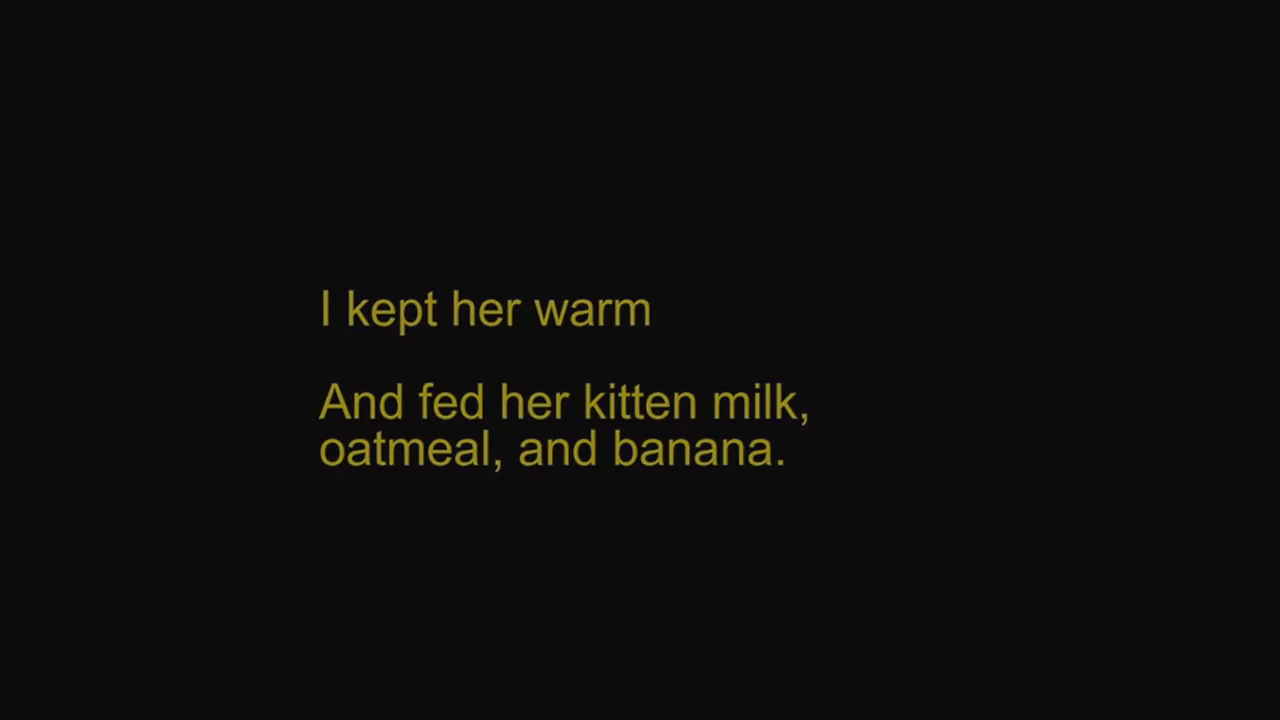 I kept her warm
And fed her kitten milk,
oatmeal, and banana.